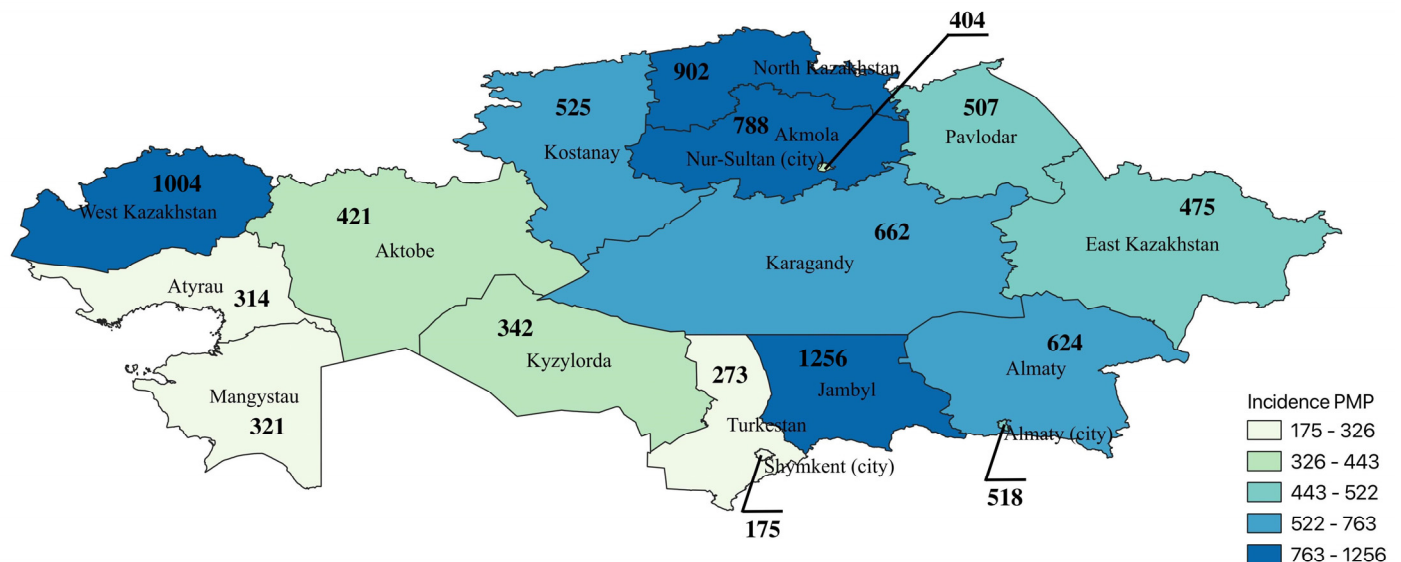 404
902
North Kazakhstan
525
507
788
Akmola
Pavlodar
Kostanay
Nur-Sultan (city)
1004
West Kazakhstan
421
475
Aktobe
662
East Kazakhstan
Karagandy
Atyrau
314
342
624
Kyzylorda
1256
Almaty
273
Jambyl
Mangystau
321
Turkestan
Almaty (city)
Shymkent (city)
518
175
Incidence PMP
175 - 326
326 - 443
443 - 522
522 - 763
763 - 1256